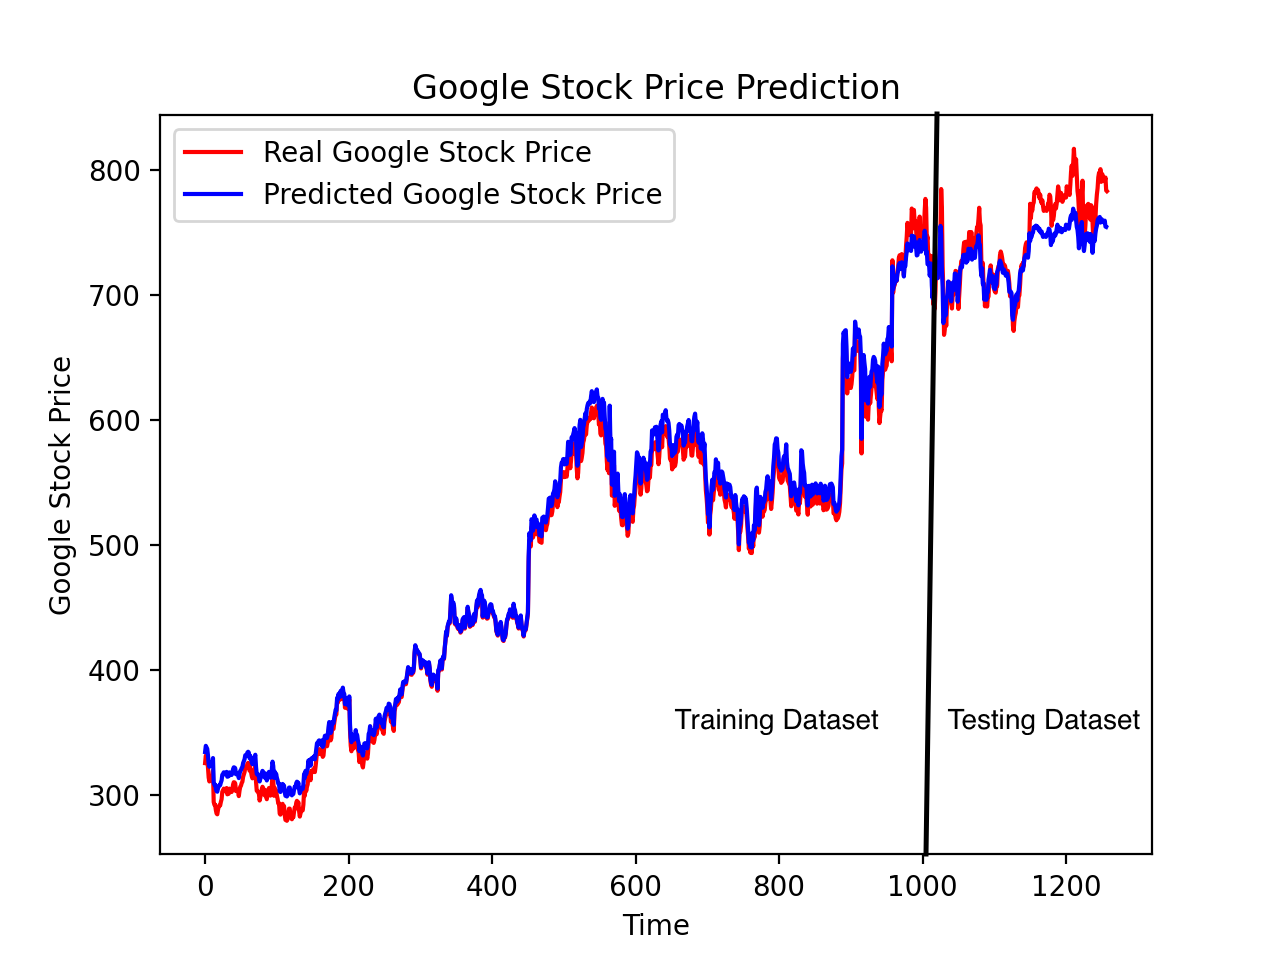 Google Stock Price Prediction
Real Google Stock Price
Predicted Google Stock Price
800
700
600
500
400
300
Google Stock Price
Training Dataset
Testing Dataset
0
200
400
600
800
1000
1200
Time